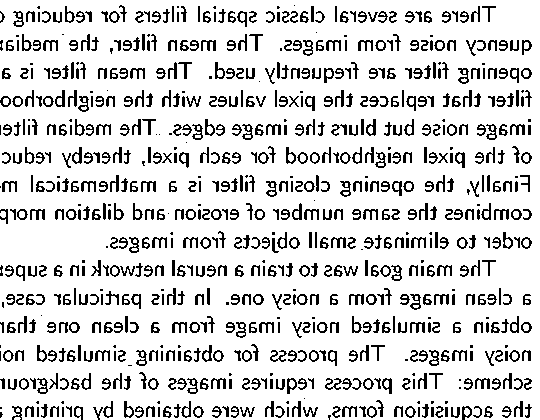 There are several classic spatial filters for reducing
quency noise from images. The mean filter, the median
opening filter are frequently used. The mean filter is a
filter that replaces the pixel values with the neighborhoo
image noise but blurs the image edges. The median filter
of the pixel neighborhood for each pixel, thereby reduc
Finally, the opening closing filter is a mathematical m
combines the same number of erosion and dilation morp
order to eliminate small objects from images.
The main goal was to train a neural network in a super
a clean image from a noisy one. In this particular case,
obtain a simulated noisy image from a clean one than
noisy images. The process for obtaining simulated noi
scheme: This process requires images of the backgroun
the acquisition forms, which were obtained by printing a